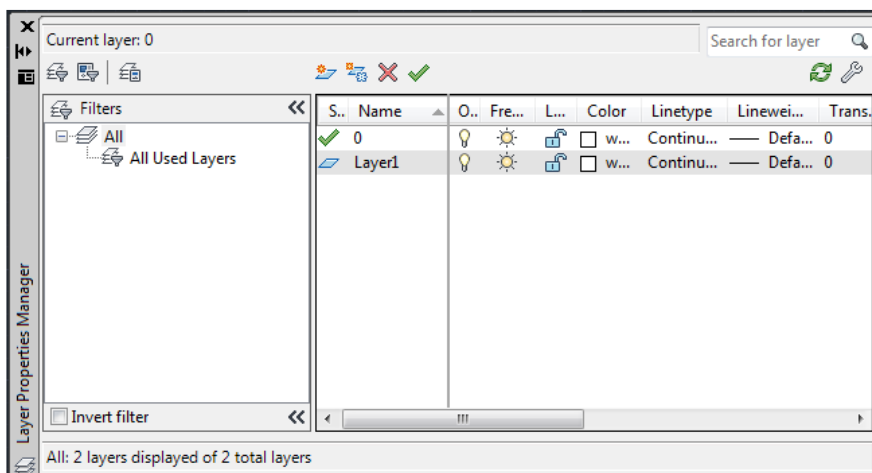 Current layer: 0
Search for layer
Filters
S.. Name O.. Fre... L... Color Linetype Linewei... Trans.
All
0 w... Continu... Defa... 0
All Used Layers
Layer1 w... Continu... Defa... 0
Invert filter
All: 2 layers displayed of 2 total layers
Layer Properties Manager